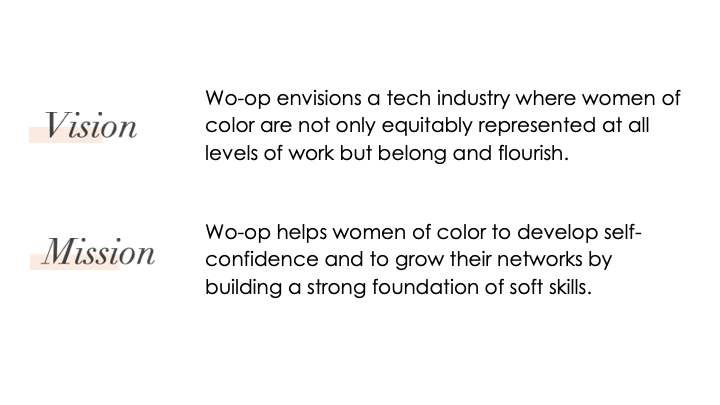 Vision
Wo-op envisions a tech industry where women of
color are not only equitably represented at all
levels of work but belong and flourish.
Mission
Wo-op helps women of color to develop self-
confidence and to grow their networks by
building a strong foundation of soft skills.